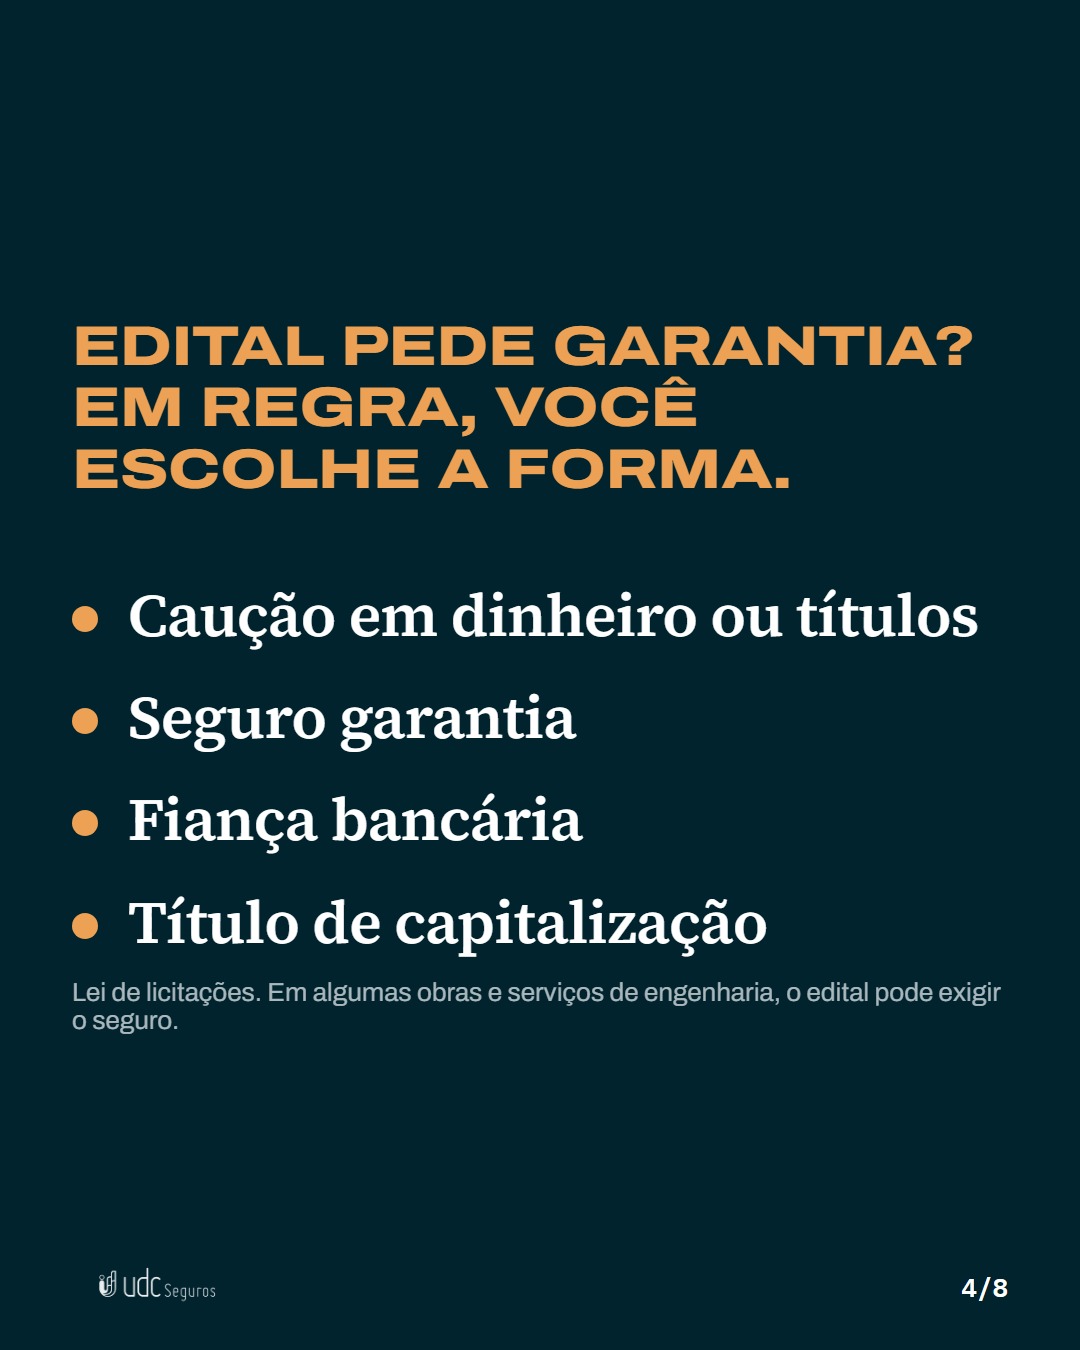 EDITAL PEDE GARANTIA?
EM REGRA, VOCÊ
ESCOLHE A FORMA.
Caução em dinheiro ou títulos
Seguro garantia
Fiança bancária
Título de capitalização
Lei de licitações. Em algumas obras e serviços de engenharia, o edital pode exigir
o seguro.
udc Seguros
4/8